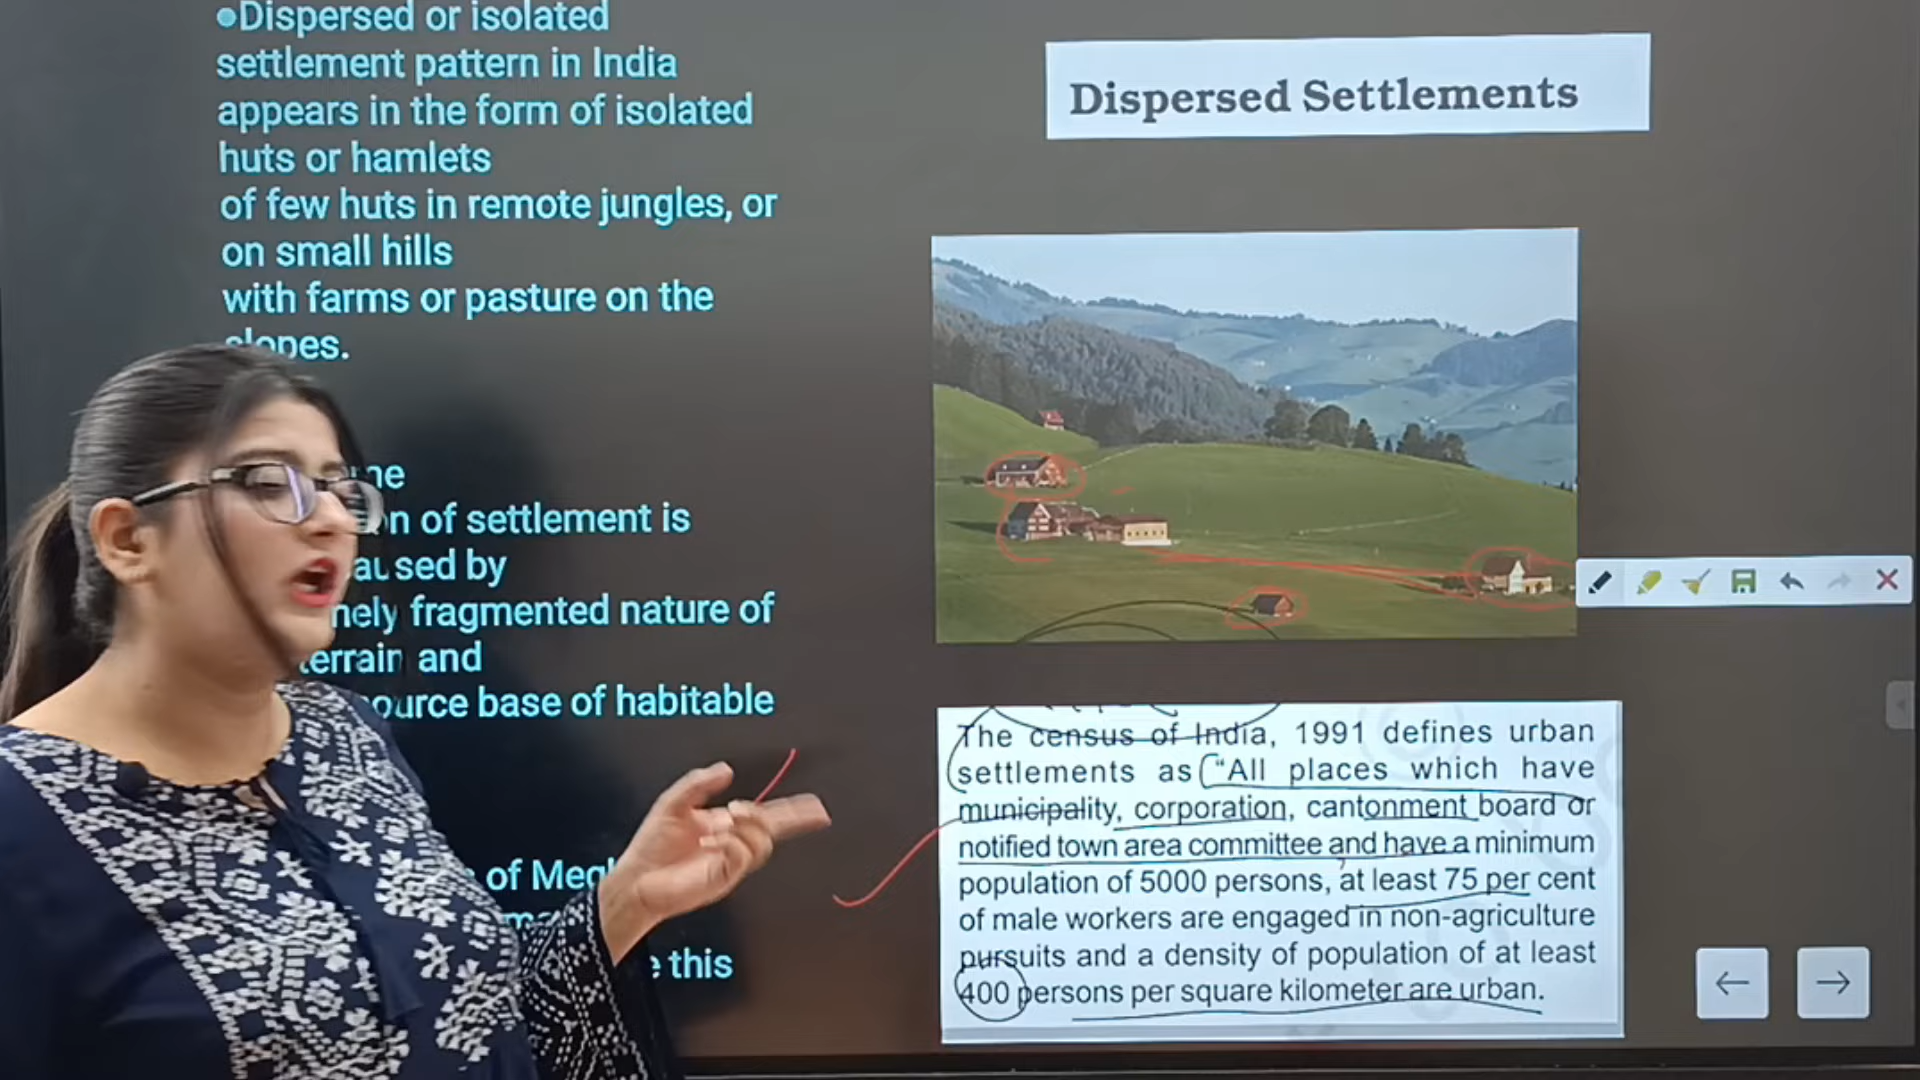 •Dispersed or isolated
settlement pattern in India
appears in the form of isolated
huts or hamlets
of few huts in remote jungles, or
on small hills
with farms or pasture on the
slopes.
of settlement is
by
fragmented nature of
and
base of habitable
of
this
Dispersed Settlements
The census of India, 1991 defines urban
settlements as “All places which have
municipality, corporation, cantonment board or
notified town area committee and have a minimum
population of 5000 persons, at least 75 per cent
of male workers are engaged in non-agriculture
pursuits and a density of population of at least
400 persons per square kilometer are urban.